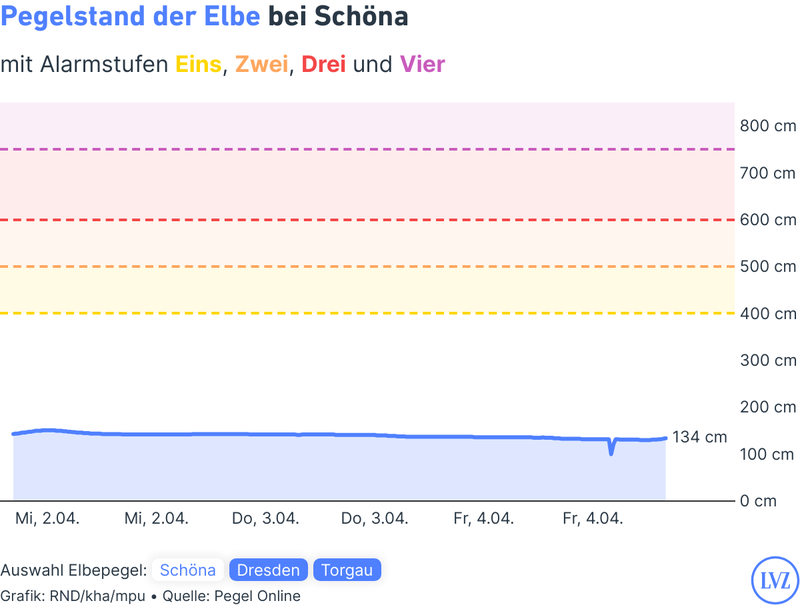 Pegelstand der Elbe bei Schöna
mit Alarmstufen Eins, Zwei, Drei und Vier
800 cm
700 cm
600 cm
500 cm
400 cm
300 cm
200 cm
134 cm
100 cm
0 cm
Mi, 2.04. Mi, 2.04. Do, 3.04. Do, 3.04. Fr, 4.04. Fr, 4.04.
Auswahl Elbepegel: Schöna Dresden Torgau
Grafik: RND/kha/mpu • Quelle: Pegel Online
LVZ